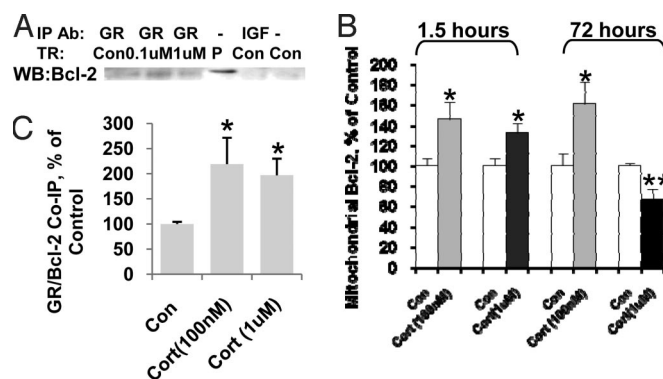 A
IP Ab: GR GR GR - IGF -
TR: Con 0.1uM 1uM P Con Con
WB:Bcl-2
C
GR/Bcl-2 Co-IP, % of Control
300
250
200
150
100
50
0
* *
Con Cort(100nM) Cort (1uM)
B
1.5 hours 72 hours
Mitochondrial Bcl-2, % of Control
200
180
160
140
120
100
80
60
40
20
0
* * * **
Con Cort (100nM) Con Cort(1uM) Con Cort (100nM) Con Cort(1uM)